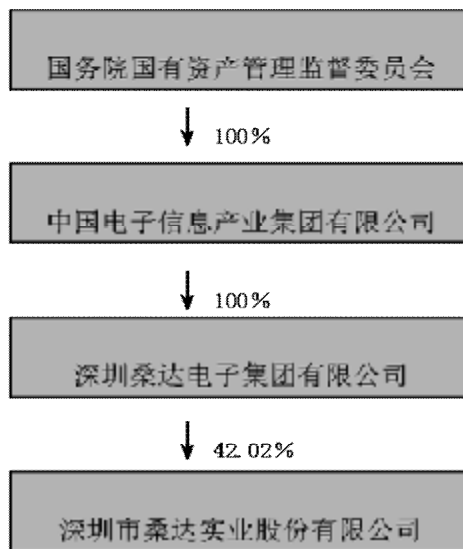 国务院国有资产管理监督委员会
100%
中国电子信息产业集团有限公司
100%
深圳桑达电子集团有限公司
42.02%
深圳市桑达实业股份有限公司